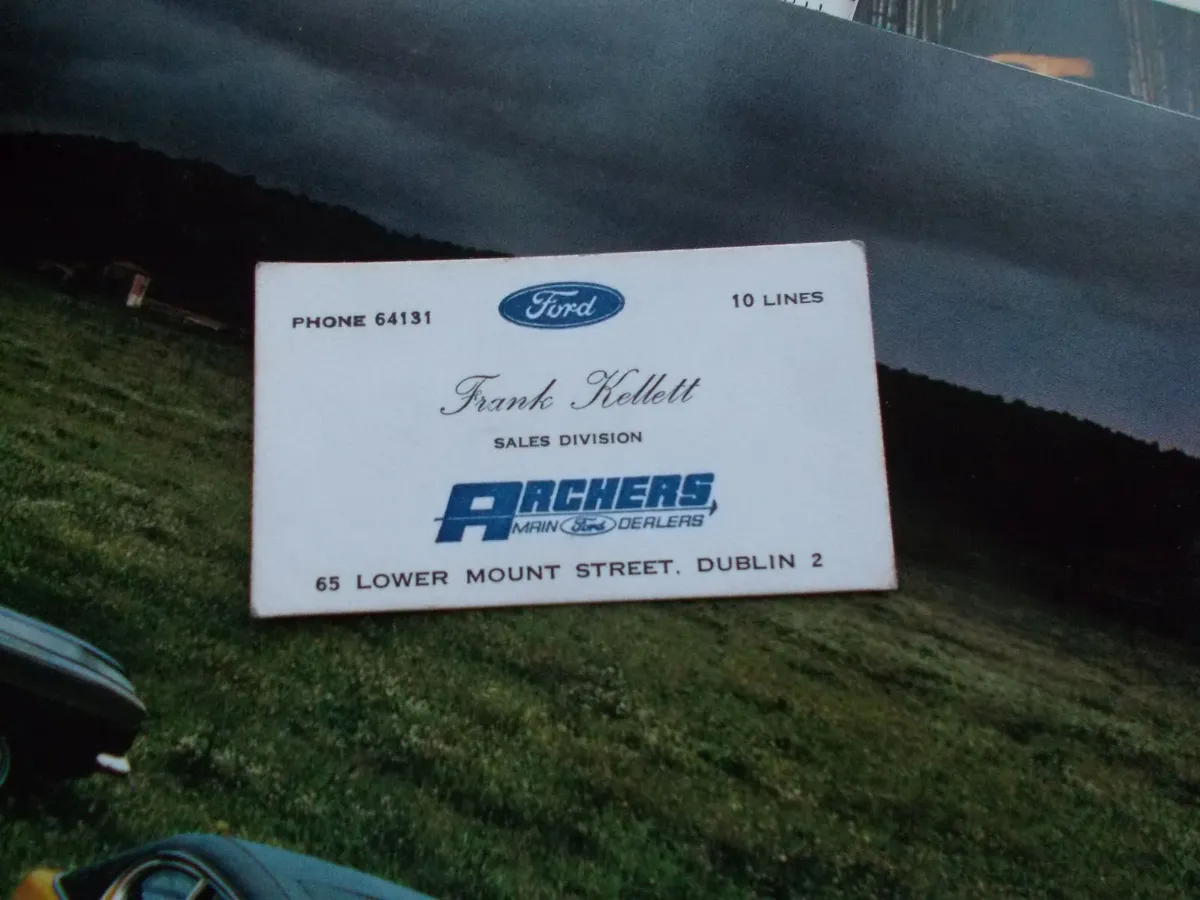 PHONE 64131 Ford 10 LINES
Frank Kellett
SALES DIVISION
ARCHERS
MAIN Ford DEALERS
65 LOWER MOUNT STREET. DUBLIN 2